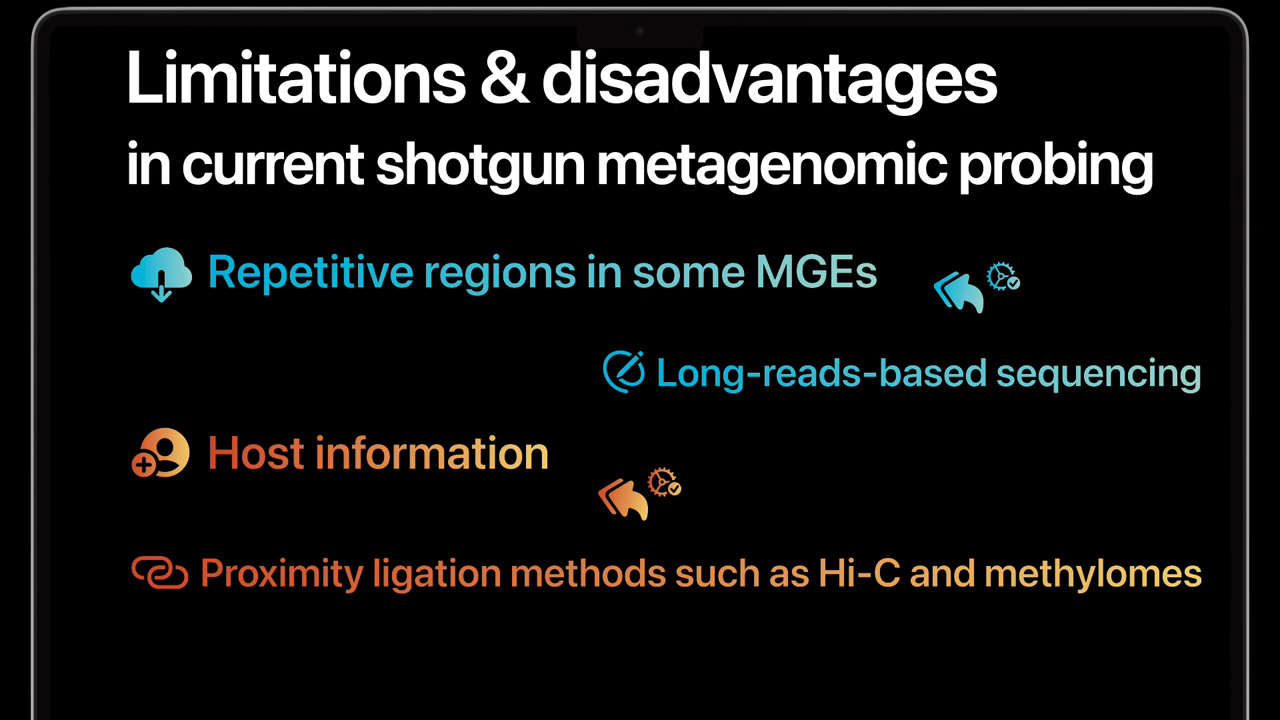 Limitations & disadvantages
in current shotgun metagenomic probing
Repetitive regions in some MGEs
Long-reads-based sequencing
Host information
Proximity ligation methods such as Hi-C and methylomes